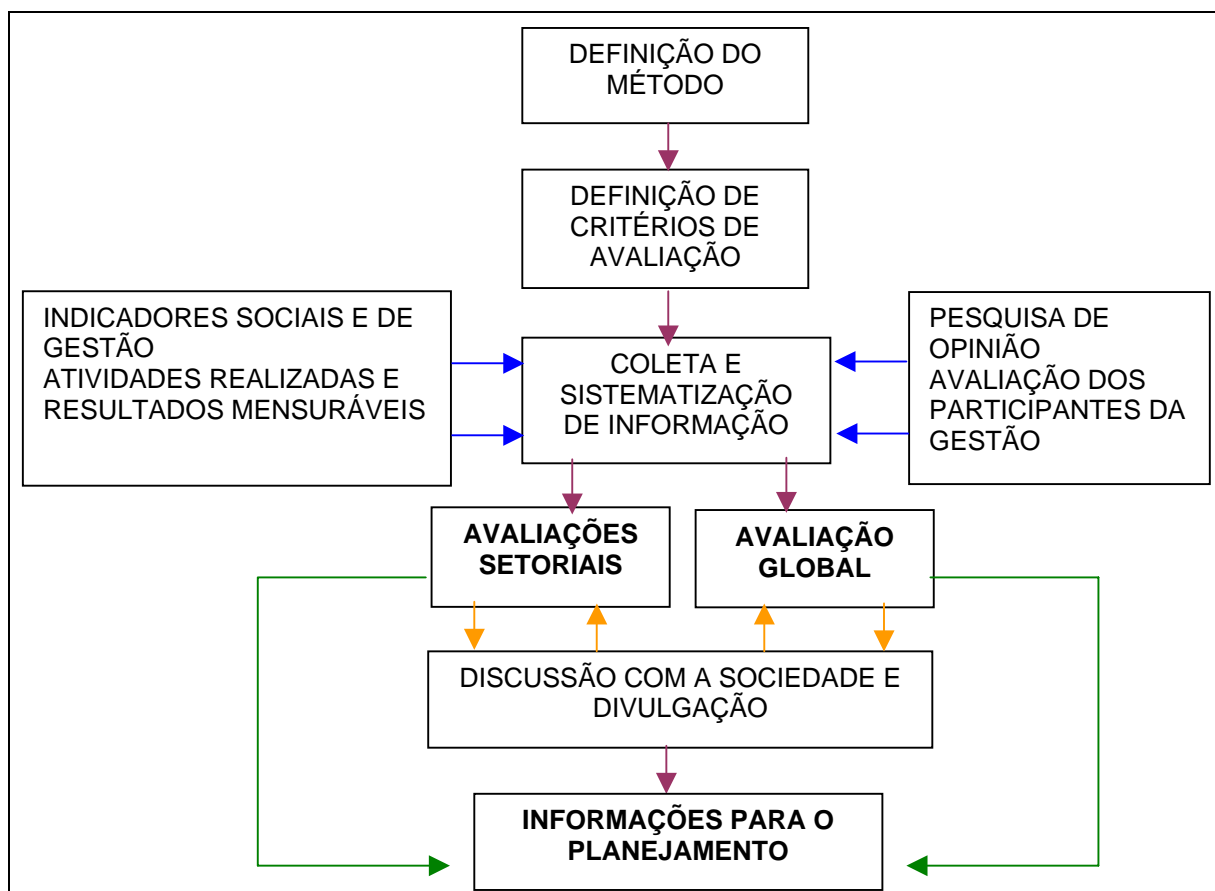 DEFINIÇÃO DO
MÉTODO
DEFINIÇÃO DE
CRITÉRIOS DE
AVALIAÇÃO
INDICADORES SOCIAIS E DE
GESTÃO
ATIVIDADES REALIZADAS E
RESULTADOS MENSURÁVEIS
COLETA E
SISTEMATIZAÇÃO
DE INFORMAÇÃO
PESQUISA DE
OPINIÃO
AVALIAÇÃO DOS
PARTICIPANTES DA
GESTÃO
AVALIAÇÕES
SETORIAIS
AVALIAÇÃO
GLOBAL
DISCUSSÃO COM A SOCIEDADE E
DIVULGAÇÃO
INFORMAÇÕES PARA O
PLANEJAMENTO